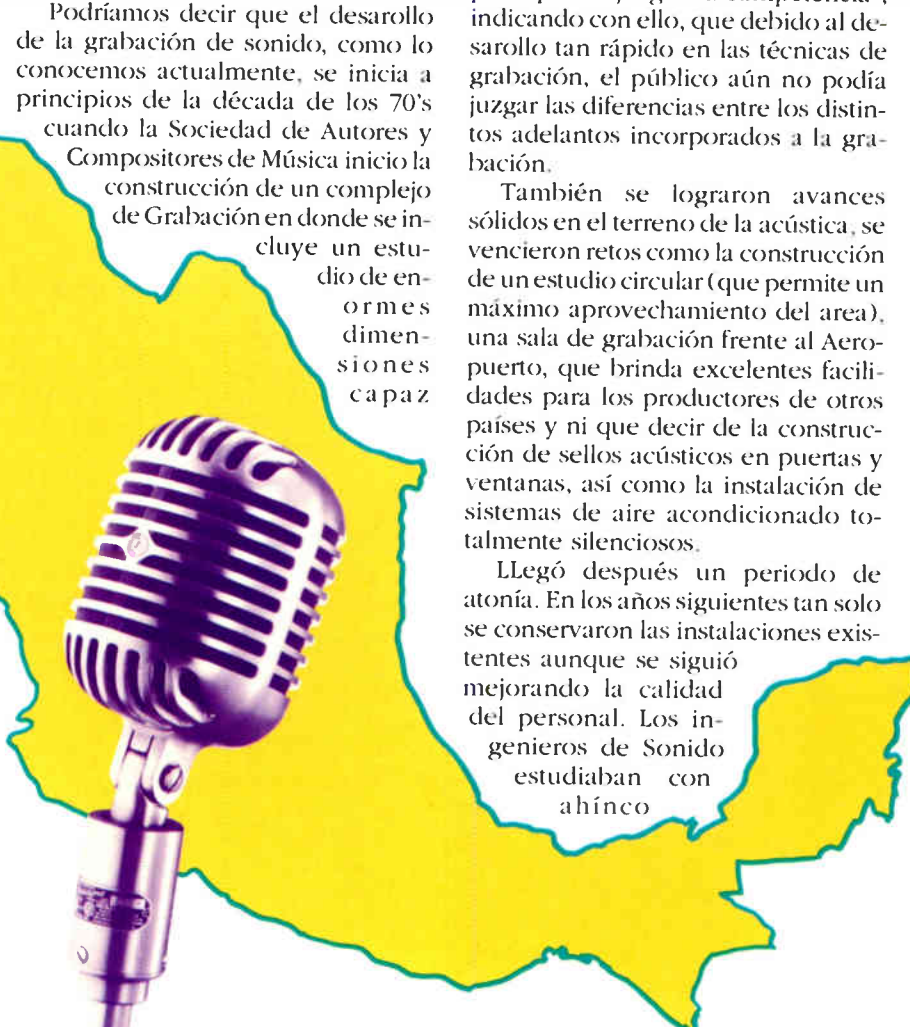 Podríamos decir que el desarollo
de la grabación de sonido, como lo
conocemos actualmente, se inicia a
principios de la década de los 70's
cuando la Sociedad de Autores y
Compositores de Música inicio la
construcción de un complejo
de Grabación en donde se in-
cluye un estu-
dio de en-
ormes
dimen-
siones
capaz
indicando con ello, que debido al de-
sarollo tan rápido en las técnicas de
grabación, el público aún no podía
juzgar las diferencias entre los distin-
tos adelantos incorporados a la gra-
bación.
También se lograron avances
sólidos en el terreno de la acústica, se
vencieron retos como la construcción
de un estudio circular (que permite un
máximo aprovechamiento del area),
una sala de grabación frente al Aero-
puerto, que brinda excelentes facili-
dades para los productores de otros
países y ni que decir de la construc-
ción de sellos acústicos en puertas y
ventanas, así como la instalación de
sistemas de aire acondicionado to-
talmente silenciosos.
LLegó después un periodo de
atonía. En los años siguientes tan solo
se conservaron las instalaciones exis-
tentes aunque se siguió
mejorando la calidad
del personal. Los in-
genieros de Sonido
estudiaban con
ahínco